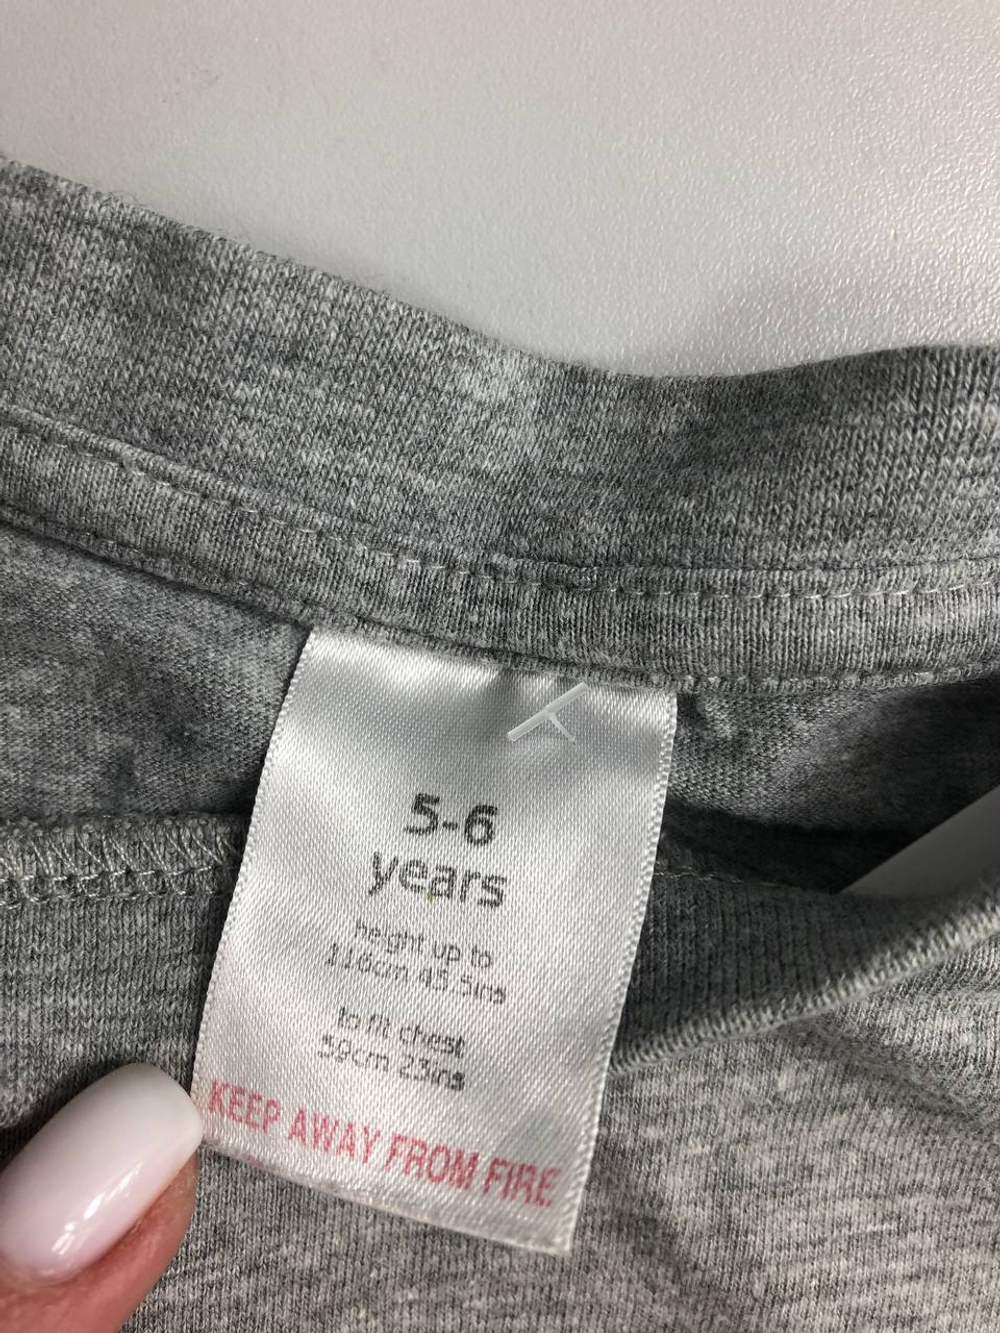 5-6
years
height up to
116cm 45.5ins
to fit chest
59cm 23ins
KEEP AWAY FROM FIRE